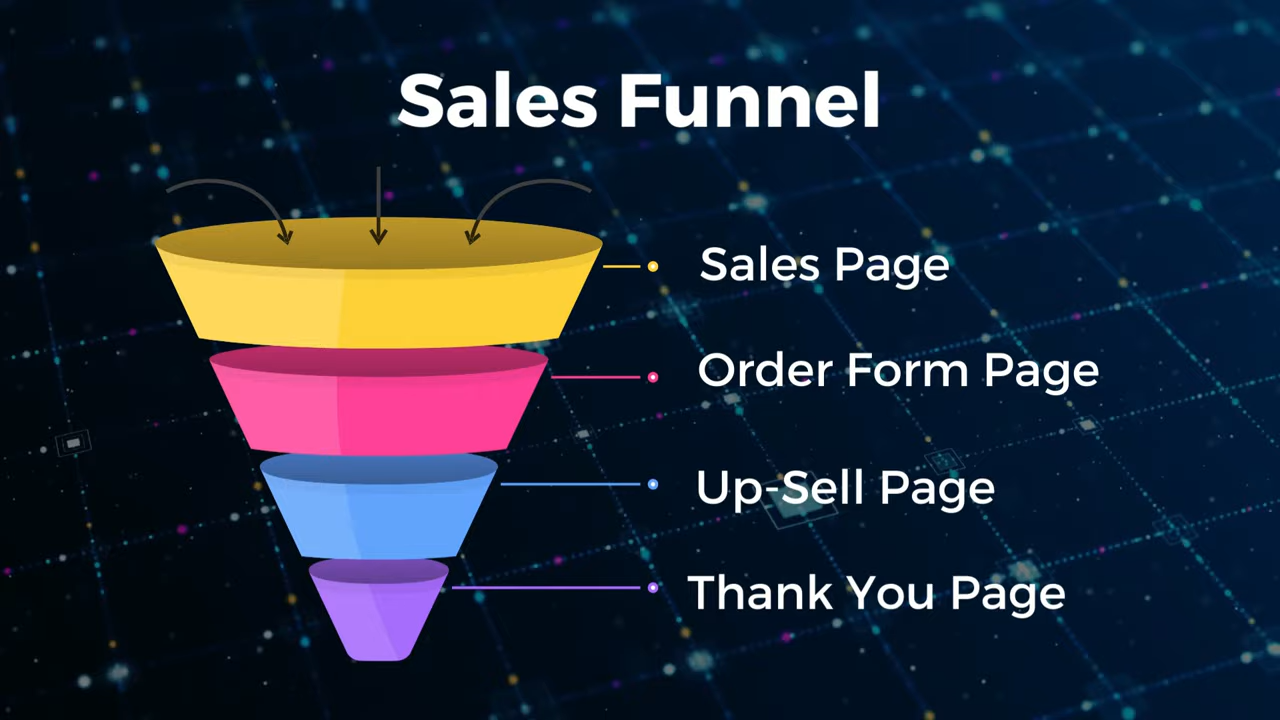 Sales Funnel
Sales Page
Order Form Page
Up-Sell Page
Thank You Page